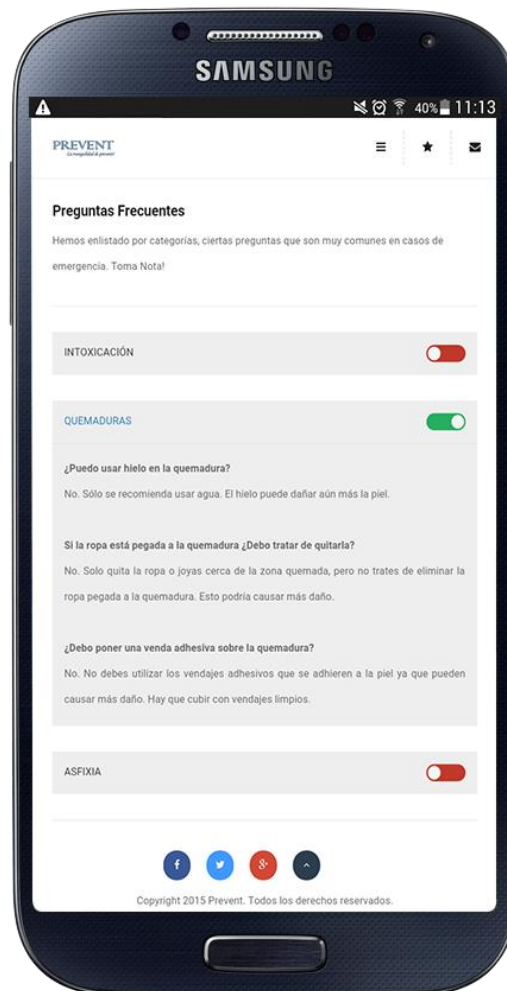 SAMSUNG
40% 11:13
PREVENT
La tranquilidad de prevenir!
Preguntas Frecuentes
Hemos enlistado por categorías, ciertas preguntas que son muy comunes en casos de
emergencia. Toma Nota!
INTOXICACIÓN
QUEMADURAS
¿Puedo usar hielo en la quemadura?
No. Sólo se recomienda usar agua. El hielo puede dañar aún más la piel.
Si la ropa está pegada a la quemadura ¿Debo tratar de quitarla?
No. Solo quita la ropa o joyas cerca de la zona quemada, pero no trates de eliminar la
ropa pegada a la quemadura. Esto podría causar más daño.
¿Debo poner una venda adhesiva sobre la quemadura?
No. No debes utilizar los vendajes adhesivos que se adhieren a la piel ya que pueden
causar más daño. Hay que cubrir con vendajes limpios.
ASFIXIA
Copyright 2015 Prevent. Todos los derechos reservados.